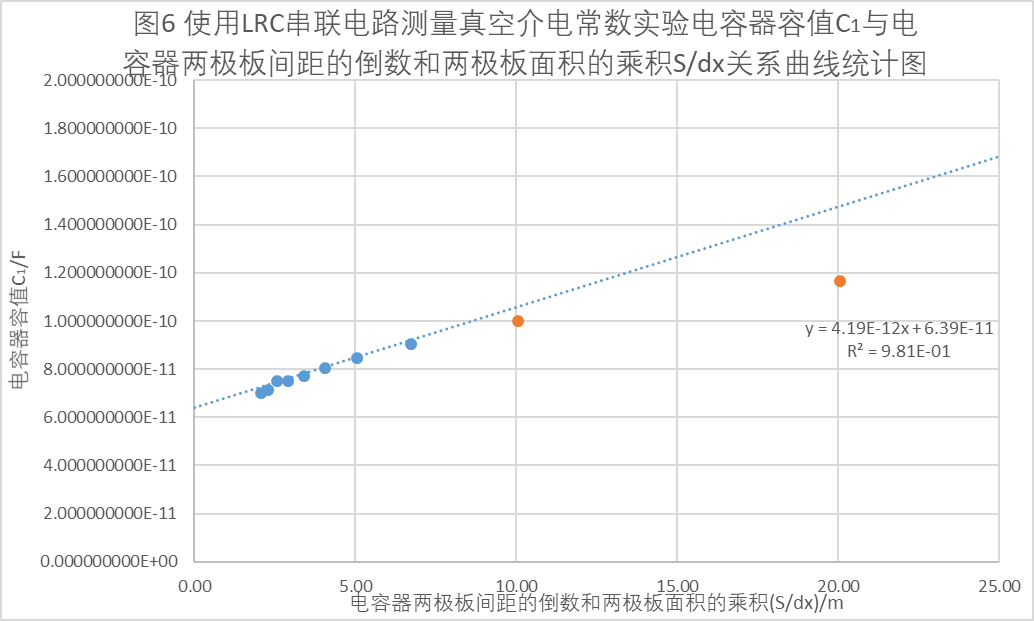 图6 使用LRC串联电路测量真空介电常数实验电容器容值C₁与电
容器两极板间距的倒数和两极板面积的乘积S/dx关系曲线统计图
2.000000000E-10
1.800000000E-10
1.600000000E-10
1.400000000E-10
1.200000000E-10
1.000000000E-10
8.000000000E-11
6.000000000E-11
4.000000000E-11
2.000000000E-11
0.000000000E+00
电容器容值C₁/F
y = 4.19E-12x + 6.39E-11
R² = 9.81E-01
0.00 5.00 10.00 15.00 20.00 25.00
电容器两极板间距的倒数和两极板面积的乘积(S/dx)/m